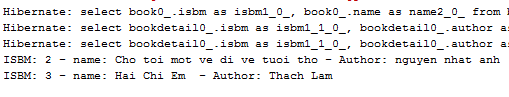 Hibernate: select book0_.isbm as isbm1_0_, book0_.name as name2_0_ from
Hibernate: select bookdetail0_.isbm as isbm1_1_0_, bookdetail0_.author as
Hibernate: select bookdetail0_.isbm as isbm1_1_0_, bookdetail0_.author as
ISBM: 2 - name: Cho toi mot ve di ve tuoi tho - Author: nguyen nhat anh
ISBM: 3 - name: Hai Chi Em  - Author: Thach Lam